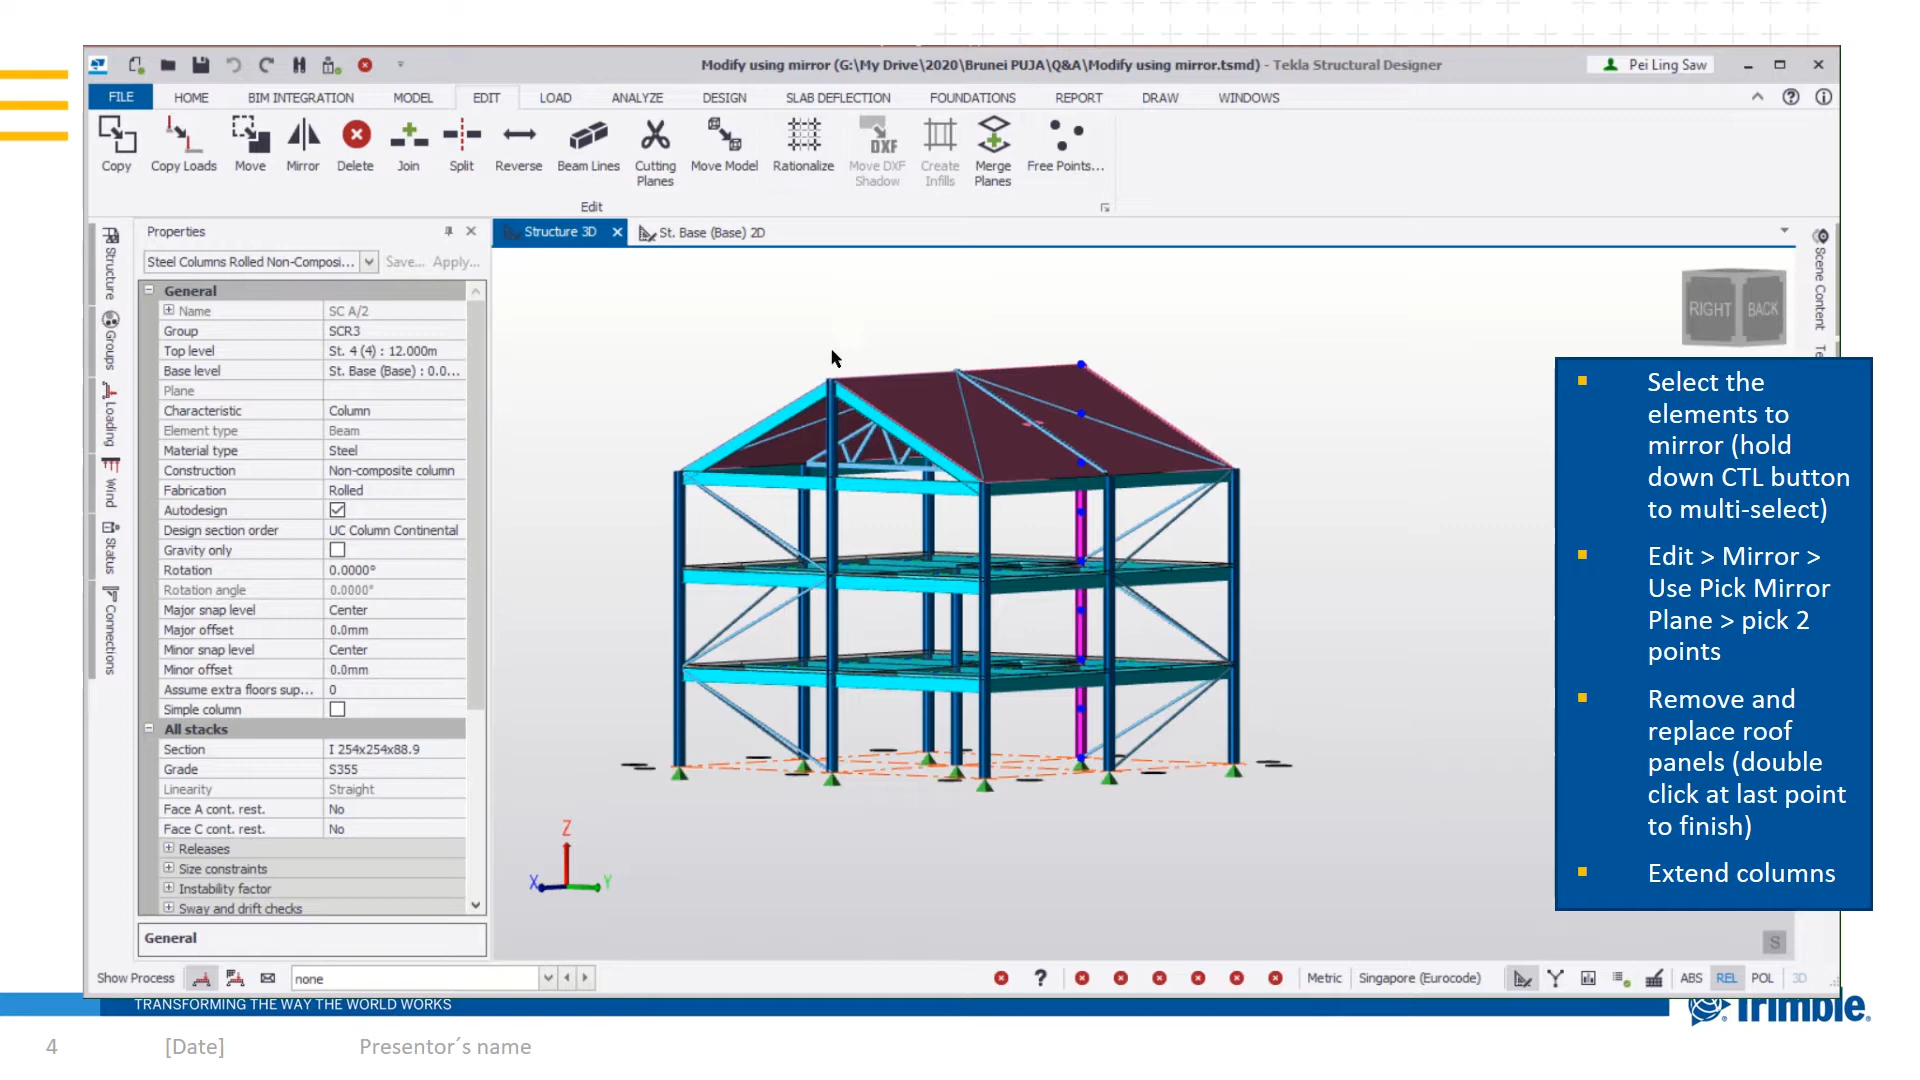 Modify using mirror (G:\My Drive\2020\Brunei PUJA\Q&A\Modify using mirror.tsmd) - Tekla Structural Designer
Pei Ling Saw
FILE HOME BIM INTEGRATION MODEL EDIT LOAD ANALYZE DESIGN SLAB DEFLECTION FOUNDATIONS REPORT DRAW WINDOWS
DXF
Copy Copy Loads Move Mirror Delete Join Split Reverse Beam Lines Cutting Planes Move Model Rationalize Move DXF Shadow Create Infills Merge Planes Free Points...
Edit
Structure
Groups
Loading
Wind
Status
Connections
Properties
Steel Columns Rolled Non-Composi... Save... Apply...
General
Name SC A/2
Group SCR3
Top level St. 4 (4) : 12.000m
Base level St. Base (Base) : 0.0...
Plane
Characteristic Column
Element type Beam
Material type Steel
Construction Non-composite column
Fabrication Rolled
Autodesign
Design section order UC Column Continental
Gravity only
Rotation 0.0000°
Rotation angle 0.0000°
Major snap level Center
Major offset 0.0mm
Minor snap level Center
Minor offset 0.0mm
Assume extra floors sup... 0
Simple column
All stacks
Section I 254x254x88.9
Grade S355
Linearity Straight
Face A cont. rest. No
Face C cont. rest. No
Releases
Size constraints
Instability factor
Sway and drift checks
General
Structure 3D
St. Base (Base) 2D
RIGHT BACK
Scene Content
Z
X
Y
S
Select the
elements to
mirror (hold
down CTL button
to multi-select)
Edit > Mirror >
Use Pick Mirror
Plane > pick 2
points
Remove and
replace roof
panels (double
click at last point
to finish)
Extend columns
Show Process none Metric Singapore (Eurocode) ABS REL POL 3D
TRANSFORMING THE WAY THE WORLD WORKS
Trimble.
4 [Date] Presentor´s name